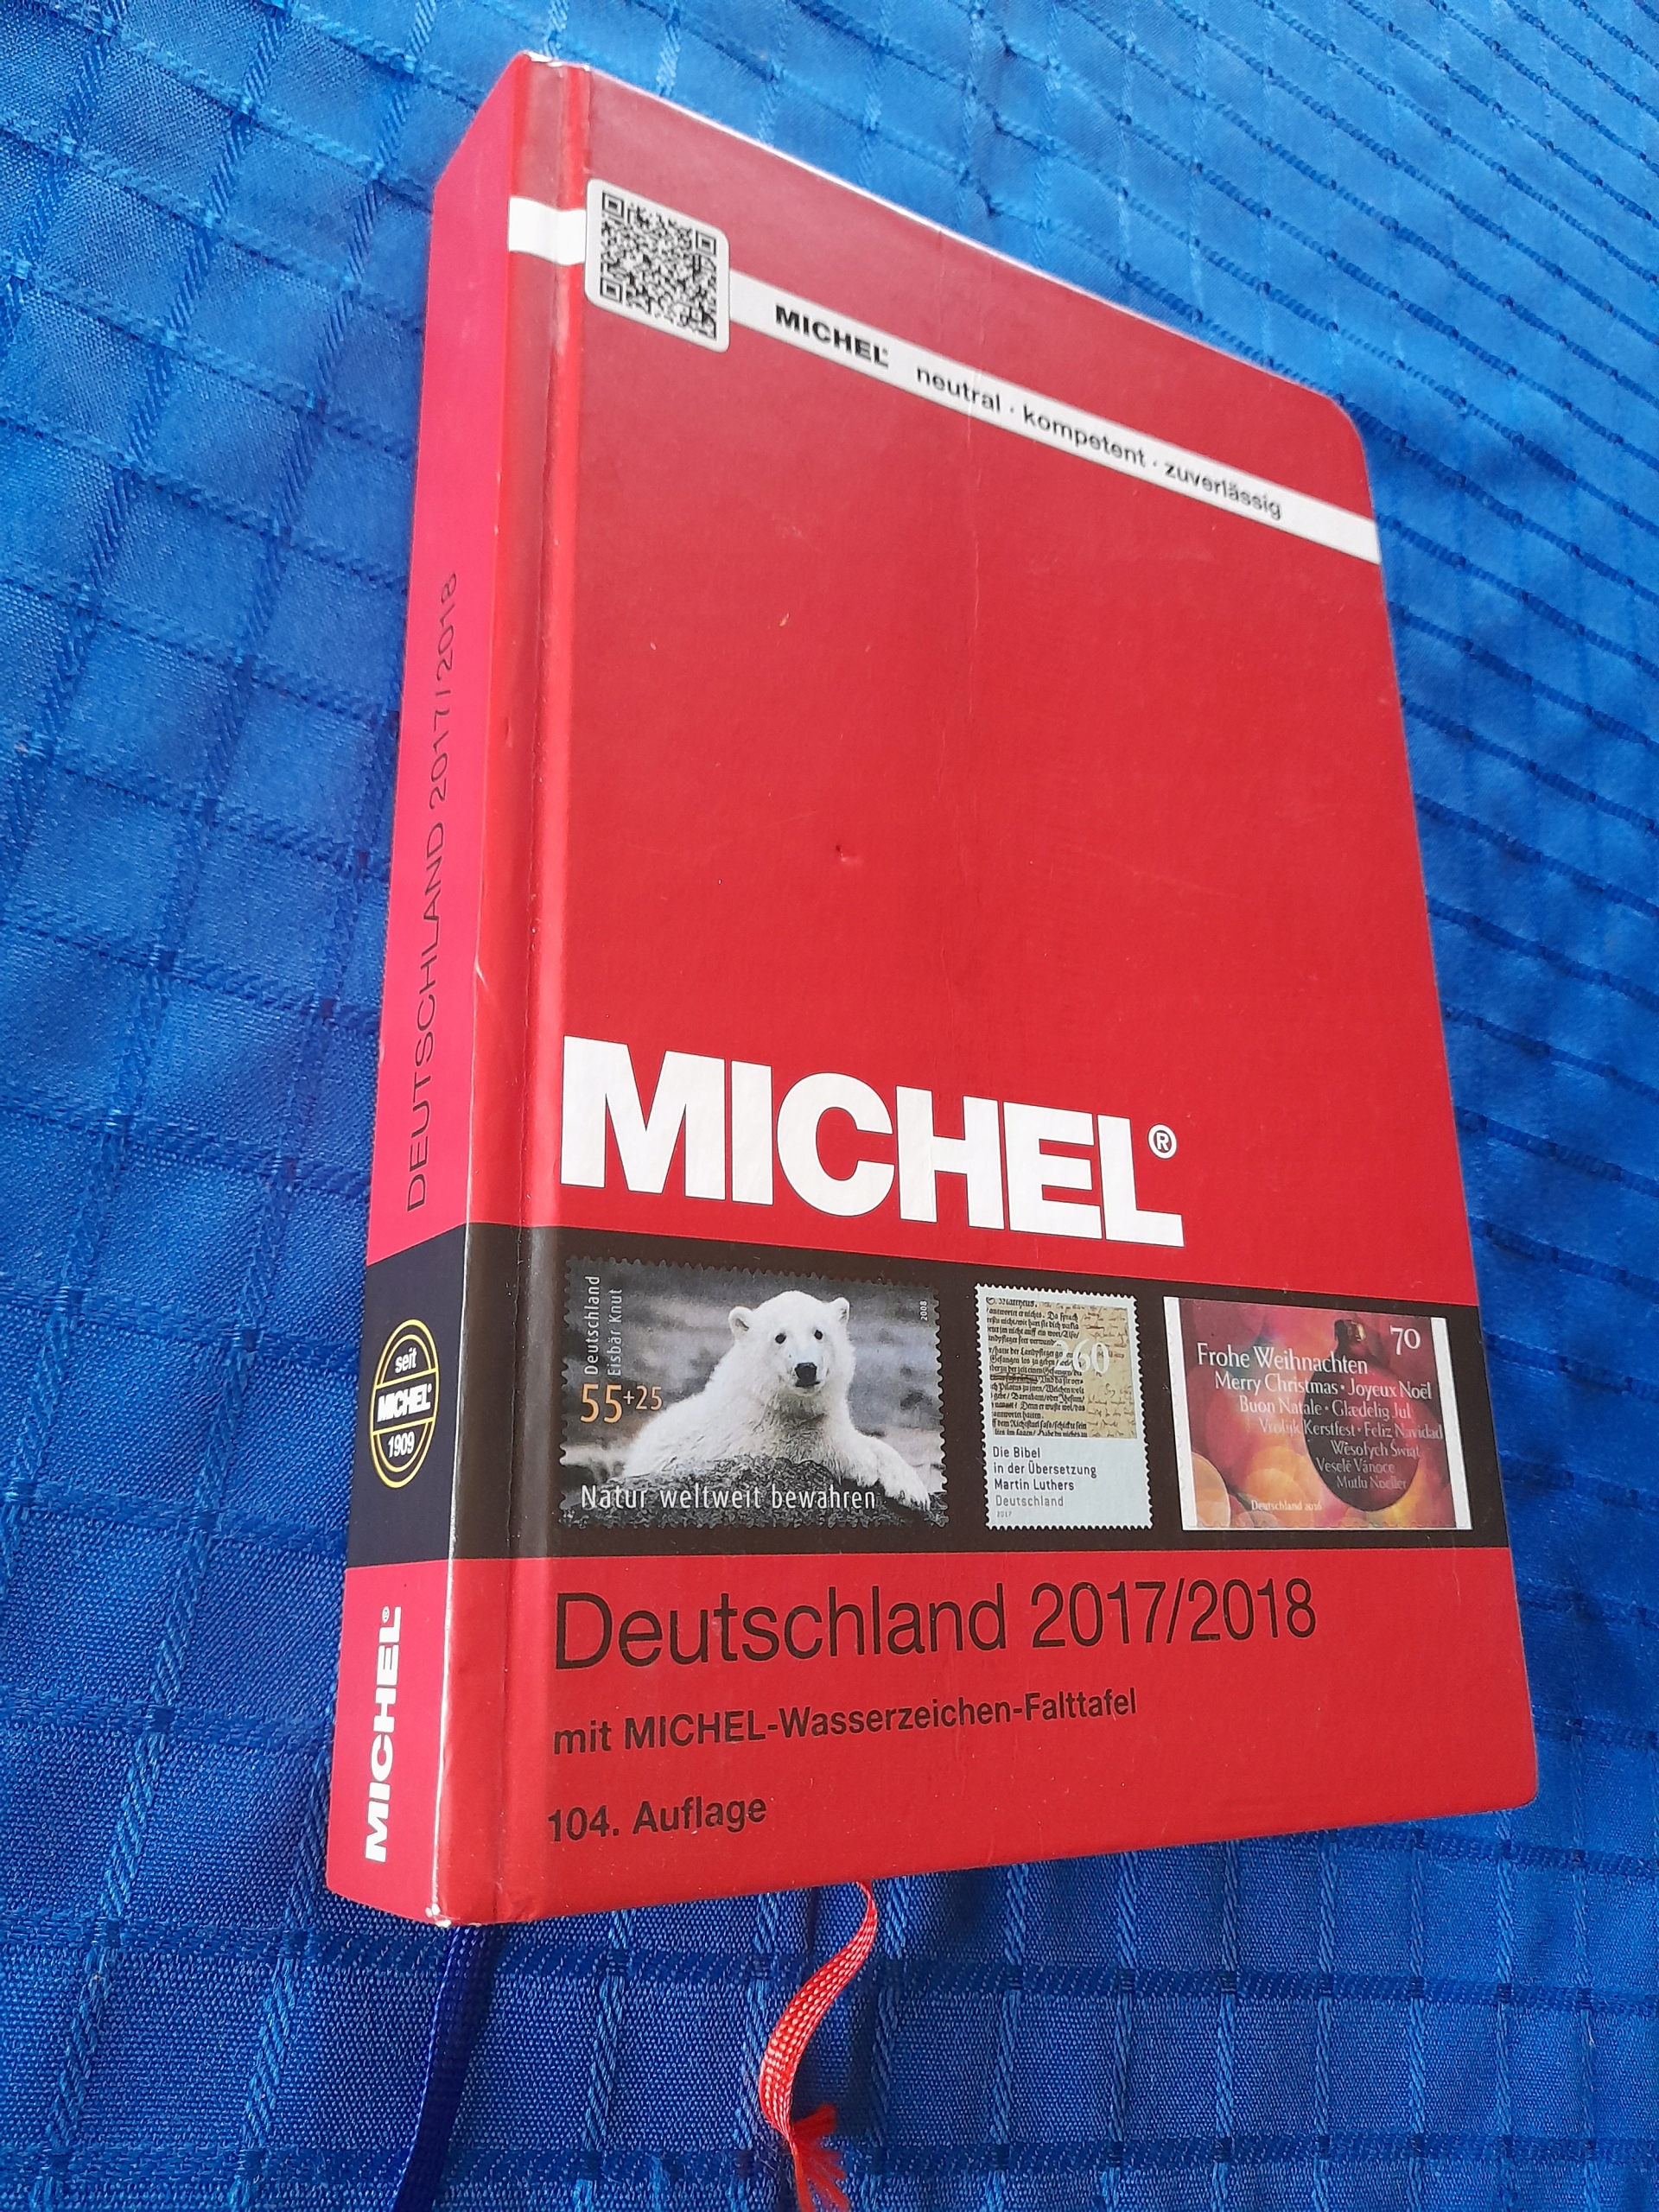 MICHEL® neutral · kompetent · zuverlässig
DEUTSCHLAND 2017/2018
MICHEL®
Deutschland
Eisbär Knut
2008
55+25
Natur weltweit bewahren
260
Die Bibel
in der Übersetzung
Martin Luthers
Deutschland
2017
70
Frohe Weihnachten
Merry Christmas · Joyeux Noël
Buon Natale · Glædelig Jul
Vrolijk Kerstfest · Feliz Navidad
Wesołych Świąt
Veselé Vánoce
Mutlu Noeller
Deutschland 2016
seit
MICHEL®
1909
Deutschland 2017/2018
mit MICHEL-Wasserzeichen-Falttafel
104. Auflage
MICHEL®